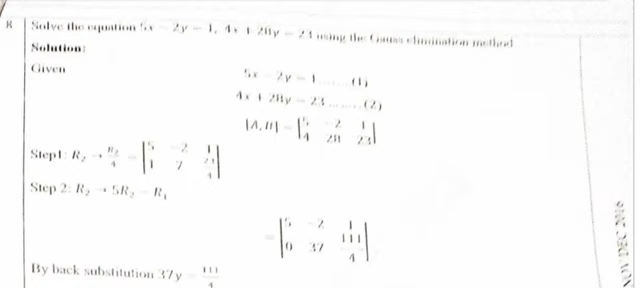 8 Solve the equation 5x – 2y = 1, 4x + 28y = 23 using the Gauss elimination method
Solution:
Given
5x – 2y = 1 ...... (1)
4x + 28y = 23 ....... (2)
[A, B] = |5 -2 1|
|4 28 23|
Step1: R₂ → R₂/4 = |5 -2 1|
|1 7 23/4|
Step 2: R₂ → 5R₂ – R₁
= |5 -2 1|
|0 37 111/4|
By back substitution 37y = 111/4
NOV DEC 2016